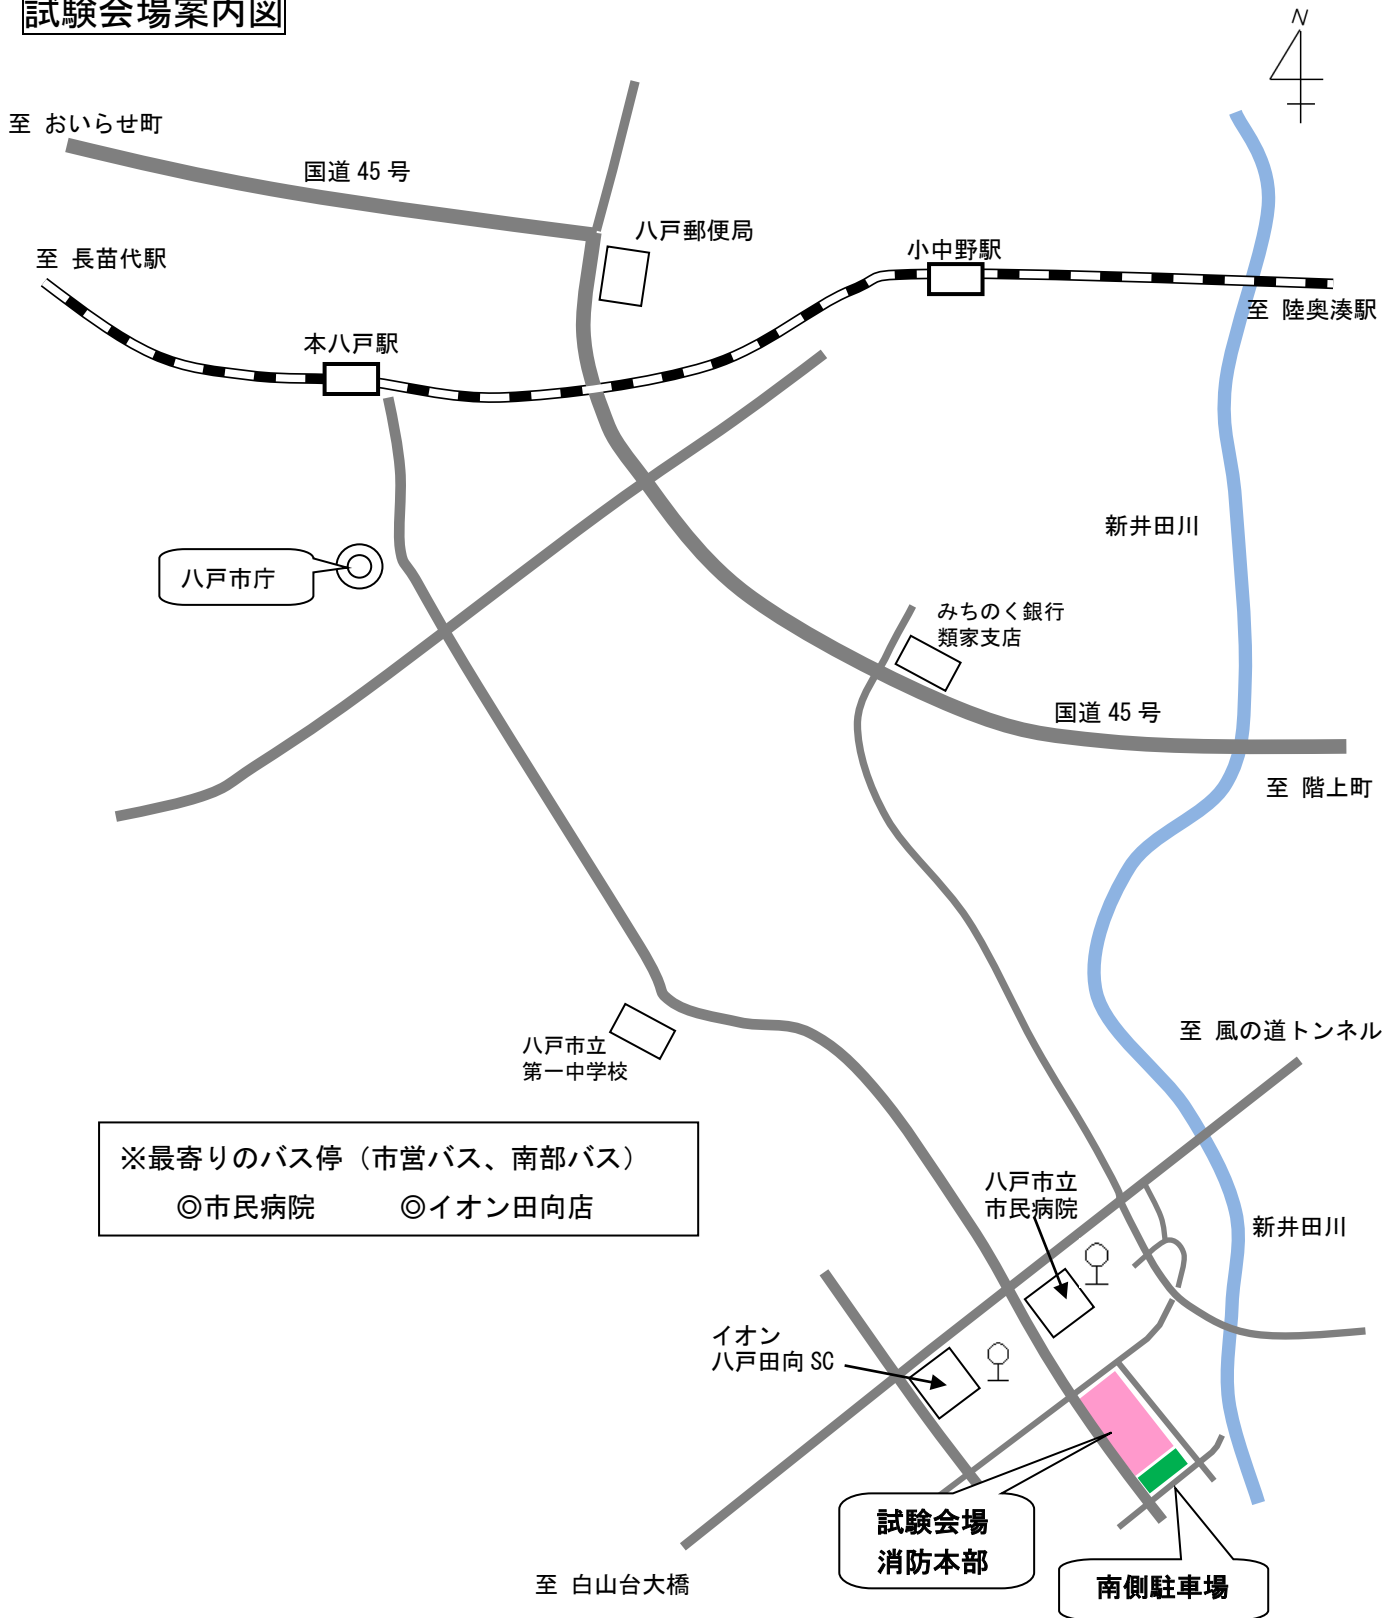 試験会場案内図
N
至 おいらせ町
国道 45 号
八戸郵便局
至 長苗代駅
小中野駅
至 陸奥湊駅
本八戸駅
新井田川
八戸市庁
みちのく銀行
類家支店
国道 45 号
至 階上町
至 風の道トンネル
八戸市立
第一中学校
※最寄りのバス停（市営バス、南部バス）
◎市民病院 ◎イオン田向店
八戸市立
市民病院
新井田川
イオン
八戸田向 SC
試験会場
消防本部
南側駐車場
至 白山台大橋